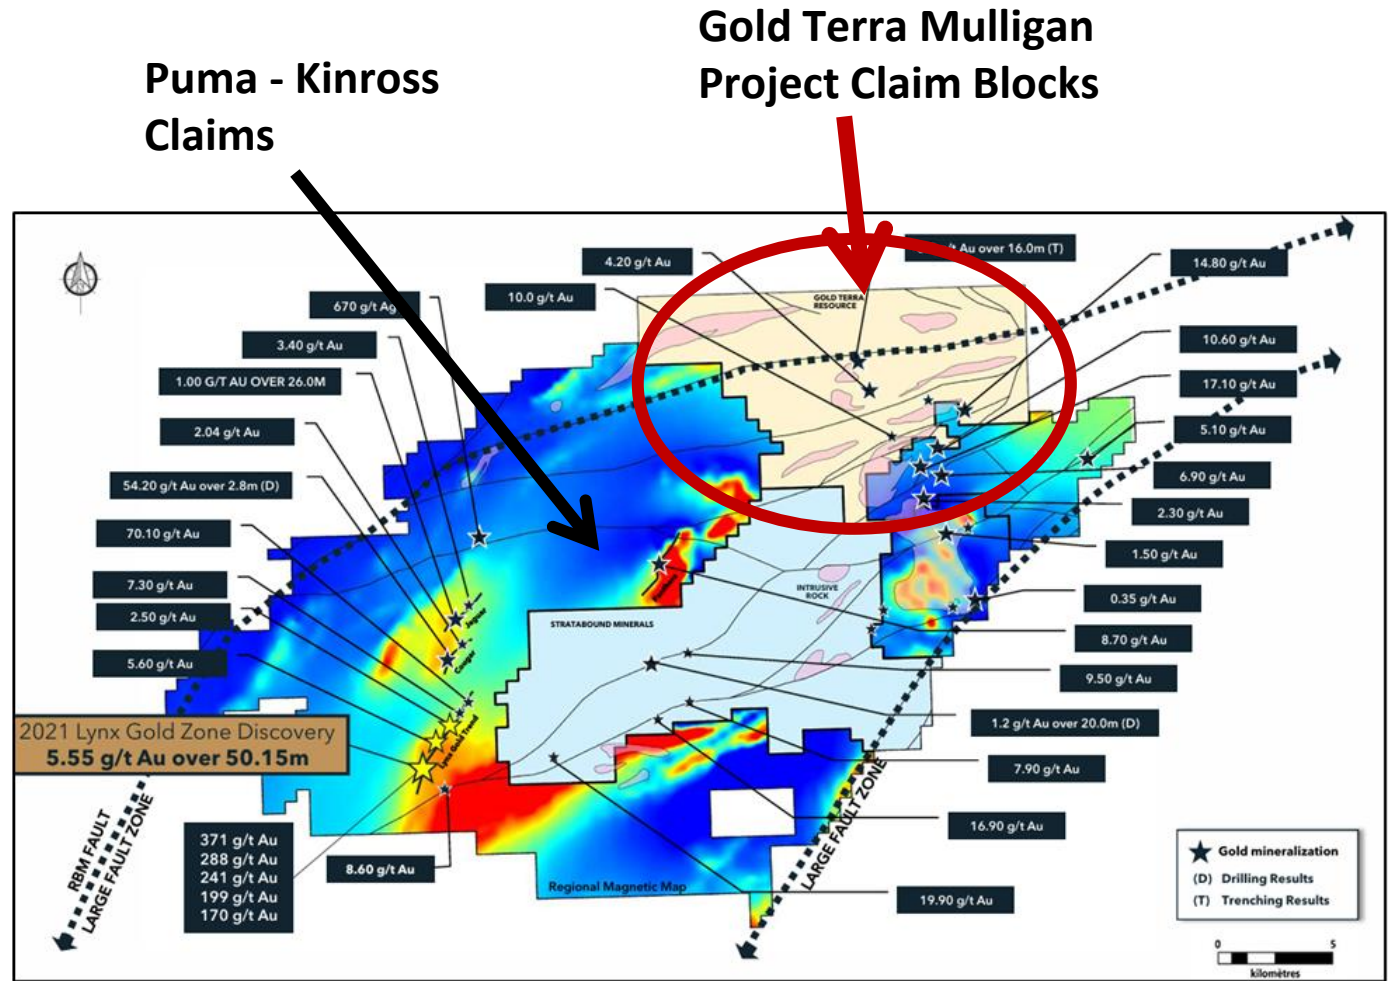 Gold Terra Mulligan
Project Claim Blocks
Puma - Kinross
Claims
4.20 g/t Au
t Au over 16.0m (T)
14.80 g/t Au
10.0 g/t Au
670 g/t Ag
GOLD TERRA
RESOURCE
3.40 g/t Au
10.60 g/t Au
1.00 G/T AU OVER 26.0M
17.10 g/t Au
2.04 g/t Au
5.10 g/t Au
54.20 g/t Au over 2.8m (D)
6.90 g/t Au
70.10 g/t Au
2.30 g/t Au
1.50 g/t Au
7.30 g/t Au
INTRUSIVE
ROCK
0.35 g/t Au
2.50 g/t Au
Jaguar
STRATABOUND MINERALS
8.70 g/t Au
5.60 g/t Au
Cougar
9.50 g/t Au
2021 Lynx Gold Zone Discovery
5.55 g/t Au over 50.15m
Lynx Gold Trend
1.2 g/t Au over 20.0m (D)
7.90 g/t Au
RBM FAULT
LARGE FAULT ZONE
LARGE FAULT ZONE
16.90 g/t Au
371 g/t Au
288 g/t Au
241 g/t Au
199 g/t Au
170 g/t Au
8.60 g/t Au
Regional Magnetic Map
19.90 g/t Au
Gold mineralization
(D) Drilling Results
(T) Trenching Results
0 5
kilomètres